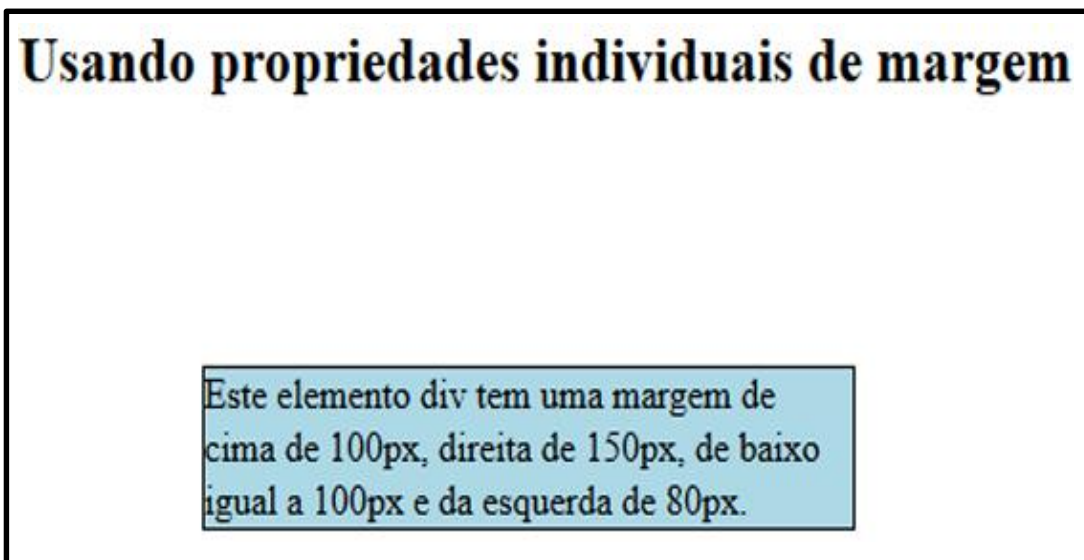 Usando propriedades individuais de margem
Este elemento div tem uma margem de
cima de 100px, direita de 150px, de baixo
igual a 100px e da esquerda de 80px.